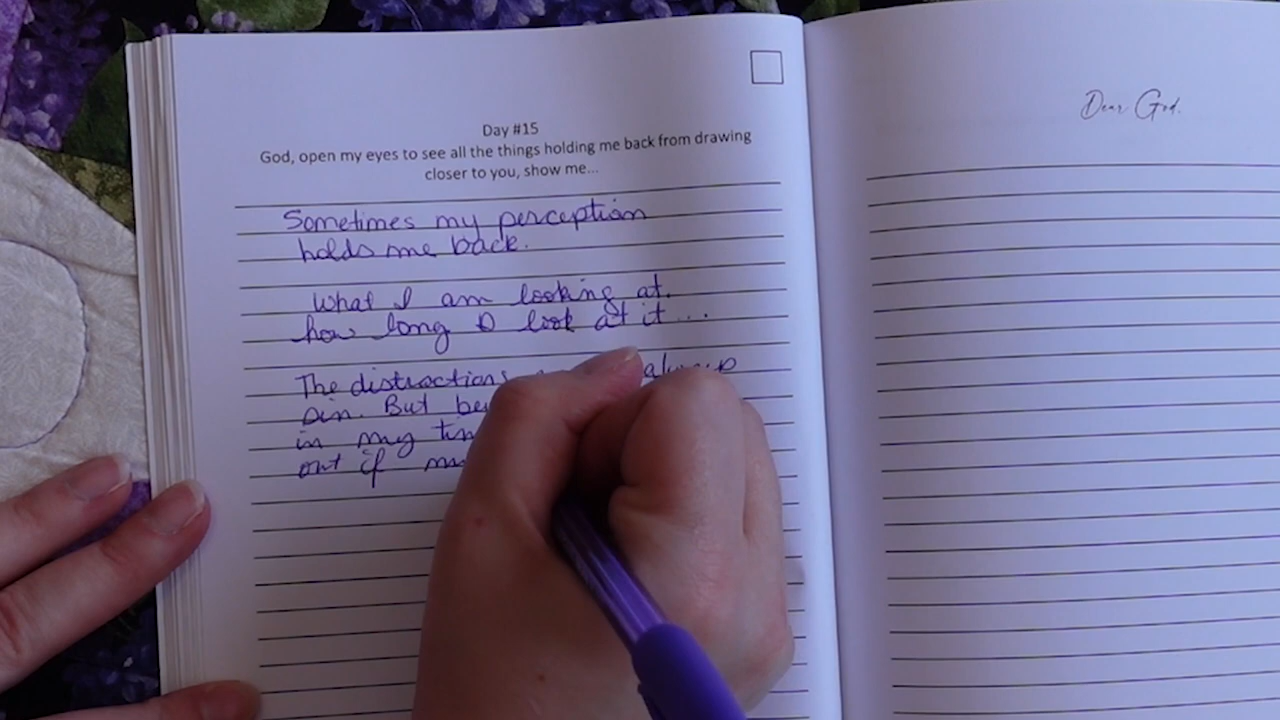 Day #15
God, open my eyes to see all the things holding me back from drawing
closer to you, show me...
Sometimes my perception
holds me back.
What I am looking at.
how long I look at it...
The distractions always
sin. But
in my
out if
Dear God,